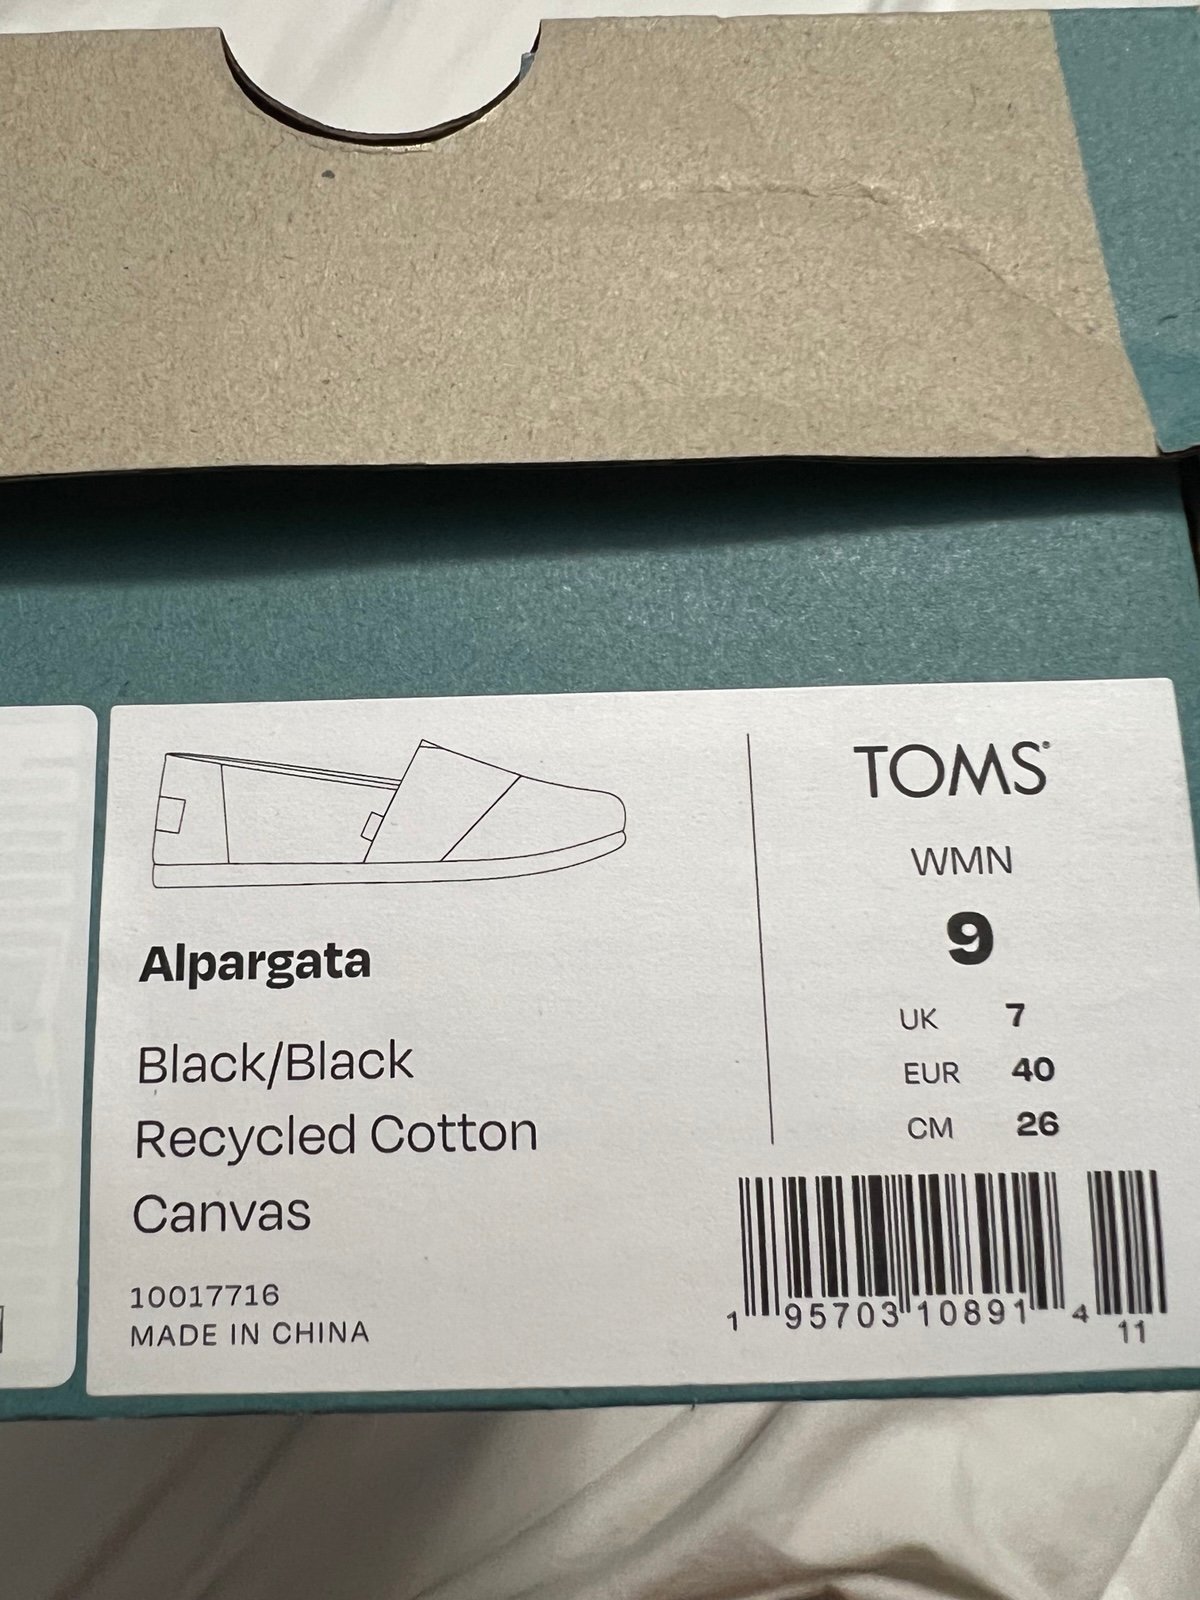 Alpargata
Black/Black
Recycled Cotton
Canvas
10017716
MADE IN CHINA
TOMS®
WMN
9
UK 7
EUR 40
CM 26
1 95703 10891 4
11